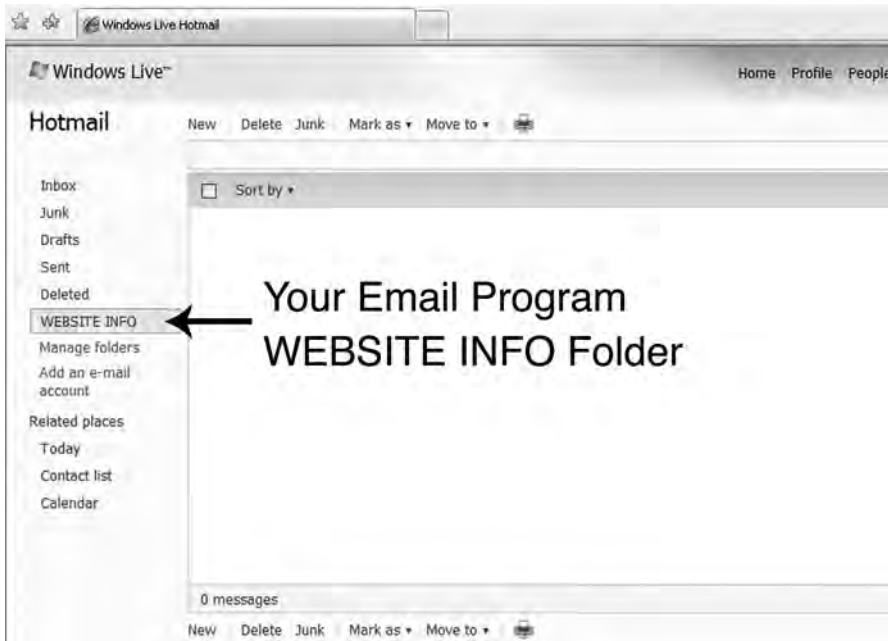 Windows Live Hotmail
Windows Live™
Home Profile People
Hotmail
New Delete Junk Mark as Move to
Sort by
Inbox
Junk
Drafts
Sent
Deleted
WEBSITE INFO
Manage folders
Add an e-mail
account
Related places
Today
Contact list
Calendar
Your Email Program
WEBSITE INFO Folder
0 messages
New Delete Junk Mark as Move to